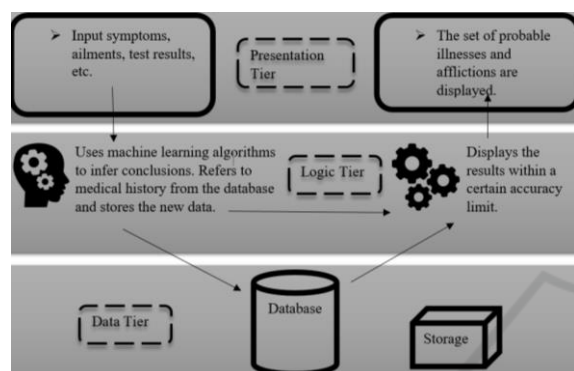 ➤ Input symptoms,
ailments, test results,
etc.
Presentation
Tier
➤ The set of probable
illnesses and
afflictions are
displayed.
Uses machine learning algorithms
to infer conclusions. Refers to
medical history from the database
and stores the new data.
Logic Tier
Displays the
results within a
certain accuracy
limit.
Data Tier
Database
Storage